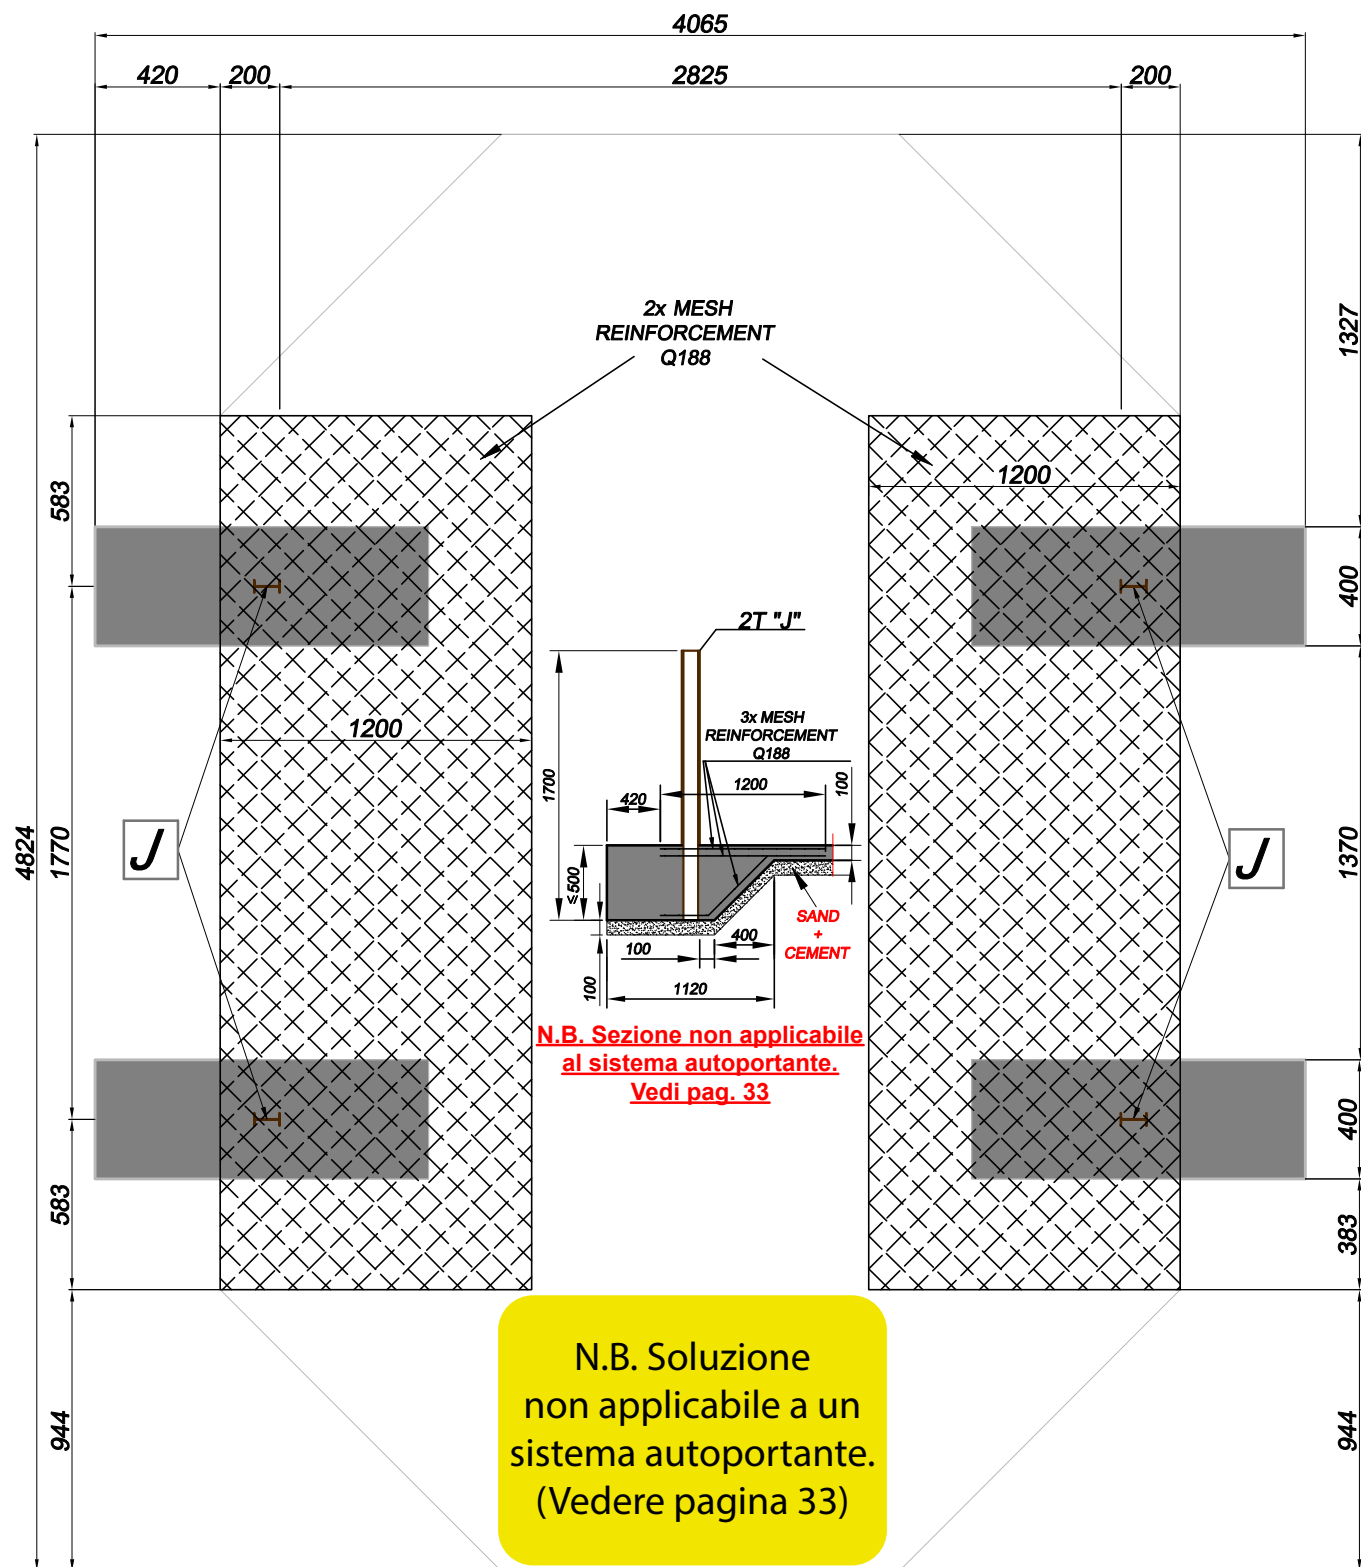 4065
420 200 2825 200
2x MESH
REINFORCEMENT
Q188
1327
583
1200
400
2T "J"
3x MESH
REINFORCEMENT
Q188
1200
1700
1200
100
420
4824
1770
J
≤500
1370
J
SAND
+
CEMENT
400
100
100
1120
N.B. Sezione non applicabile
al sistema autoportante.
Vedi pag. 33
400
583
383
N.B. Soluzione
non applicabile a un
sistema autoportante.
(Vedere pagina 33)
944
944